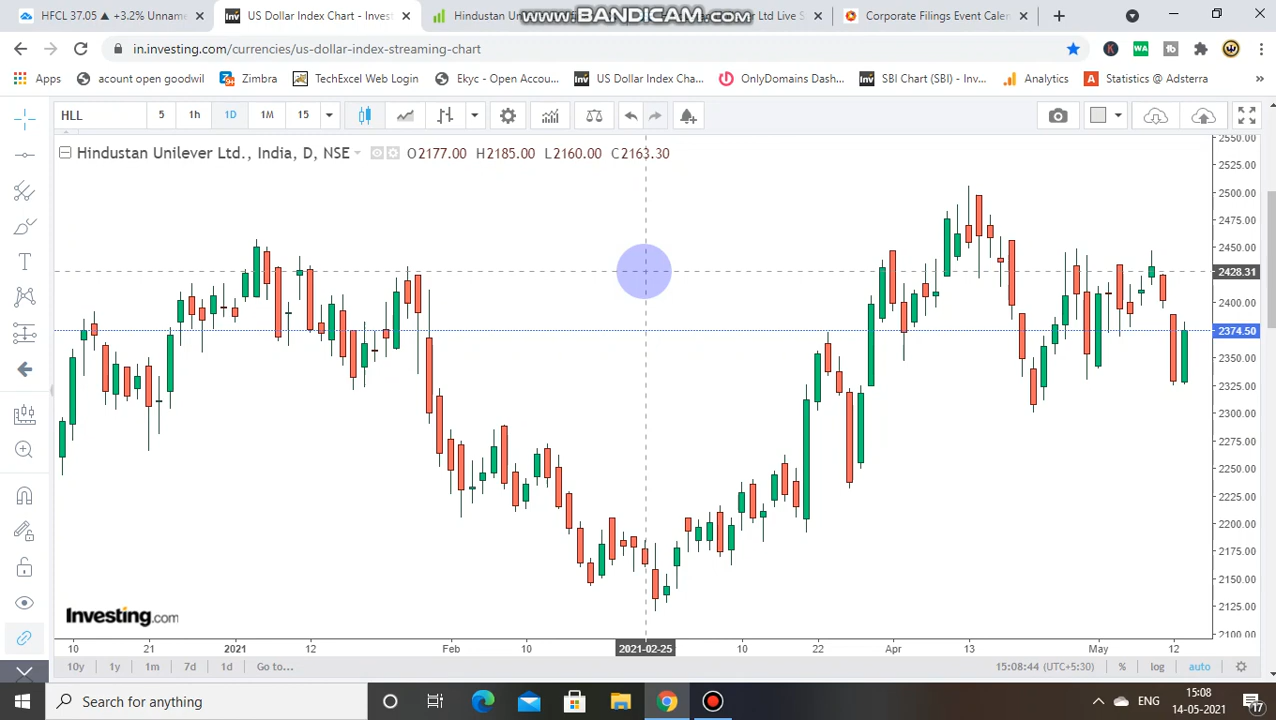 HFCL 37.05 ▲ +3.2% Unname
US Dollar Index Chart - Invest
Hindustan Un
r Ltd Live S
Corporate Filings Event Calen
www.BANDICAM.com
in.investing.com/currencies/us-dollar-index-streaming-chart
Apps
acount open goodwil
Zimbra
TechExcel Web Login
Ekyc - Open Accou...
US Dollar Index Cha...
OnlyDomains Dash...
SBI Chart (SBI) - Inv...
Analytics
Statistics @ Adsterra
»
HLL
5
1h
1D
1M
15
Hindustan Unilever Ltd., India, D, NSE
O2177.00 H2185.00 L2160.00 C2163.30
2550.00
2525.00
2500.00
2475.00
2450.00
2428.31
2400.00
2374.50
2350.00
2325.00
2300.00
2275.00
2250.00
2225.00
2200.00
2175.00
2150.00
2125.00
2100.00
Investing.com
10
21
2021
12
Feb
10
2021-02-25
10
22
Apr
13
May
12
10y
1y
1m
7d
1d
Go to...
15:08:44 (UTC+5:30)
%
log
auto
Search for anything
ENG
15:08
14-05-2021
17